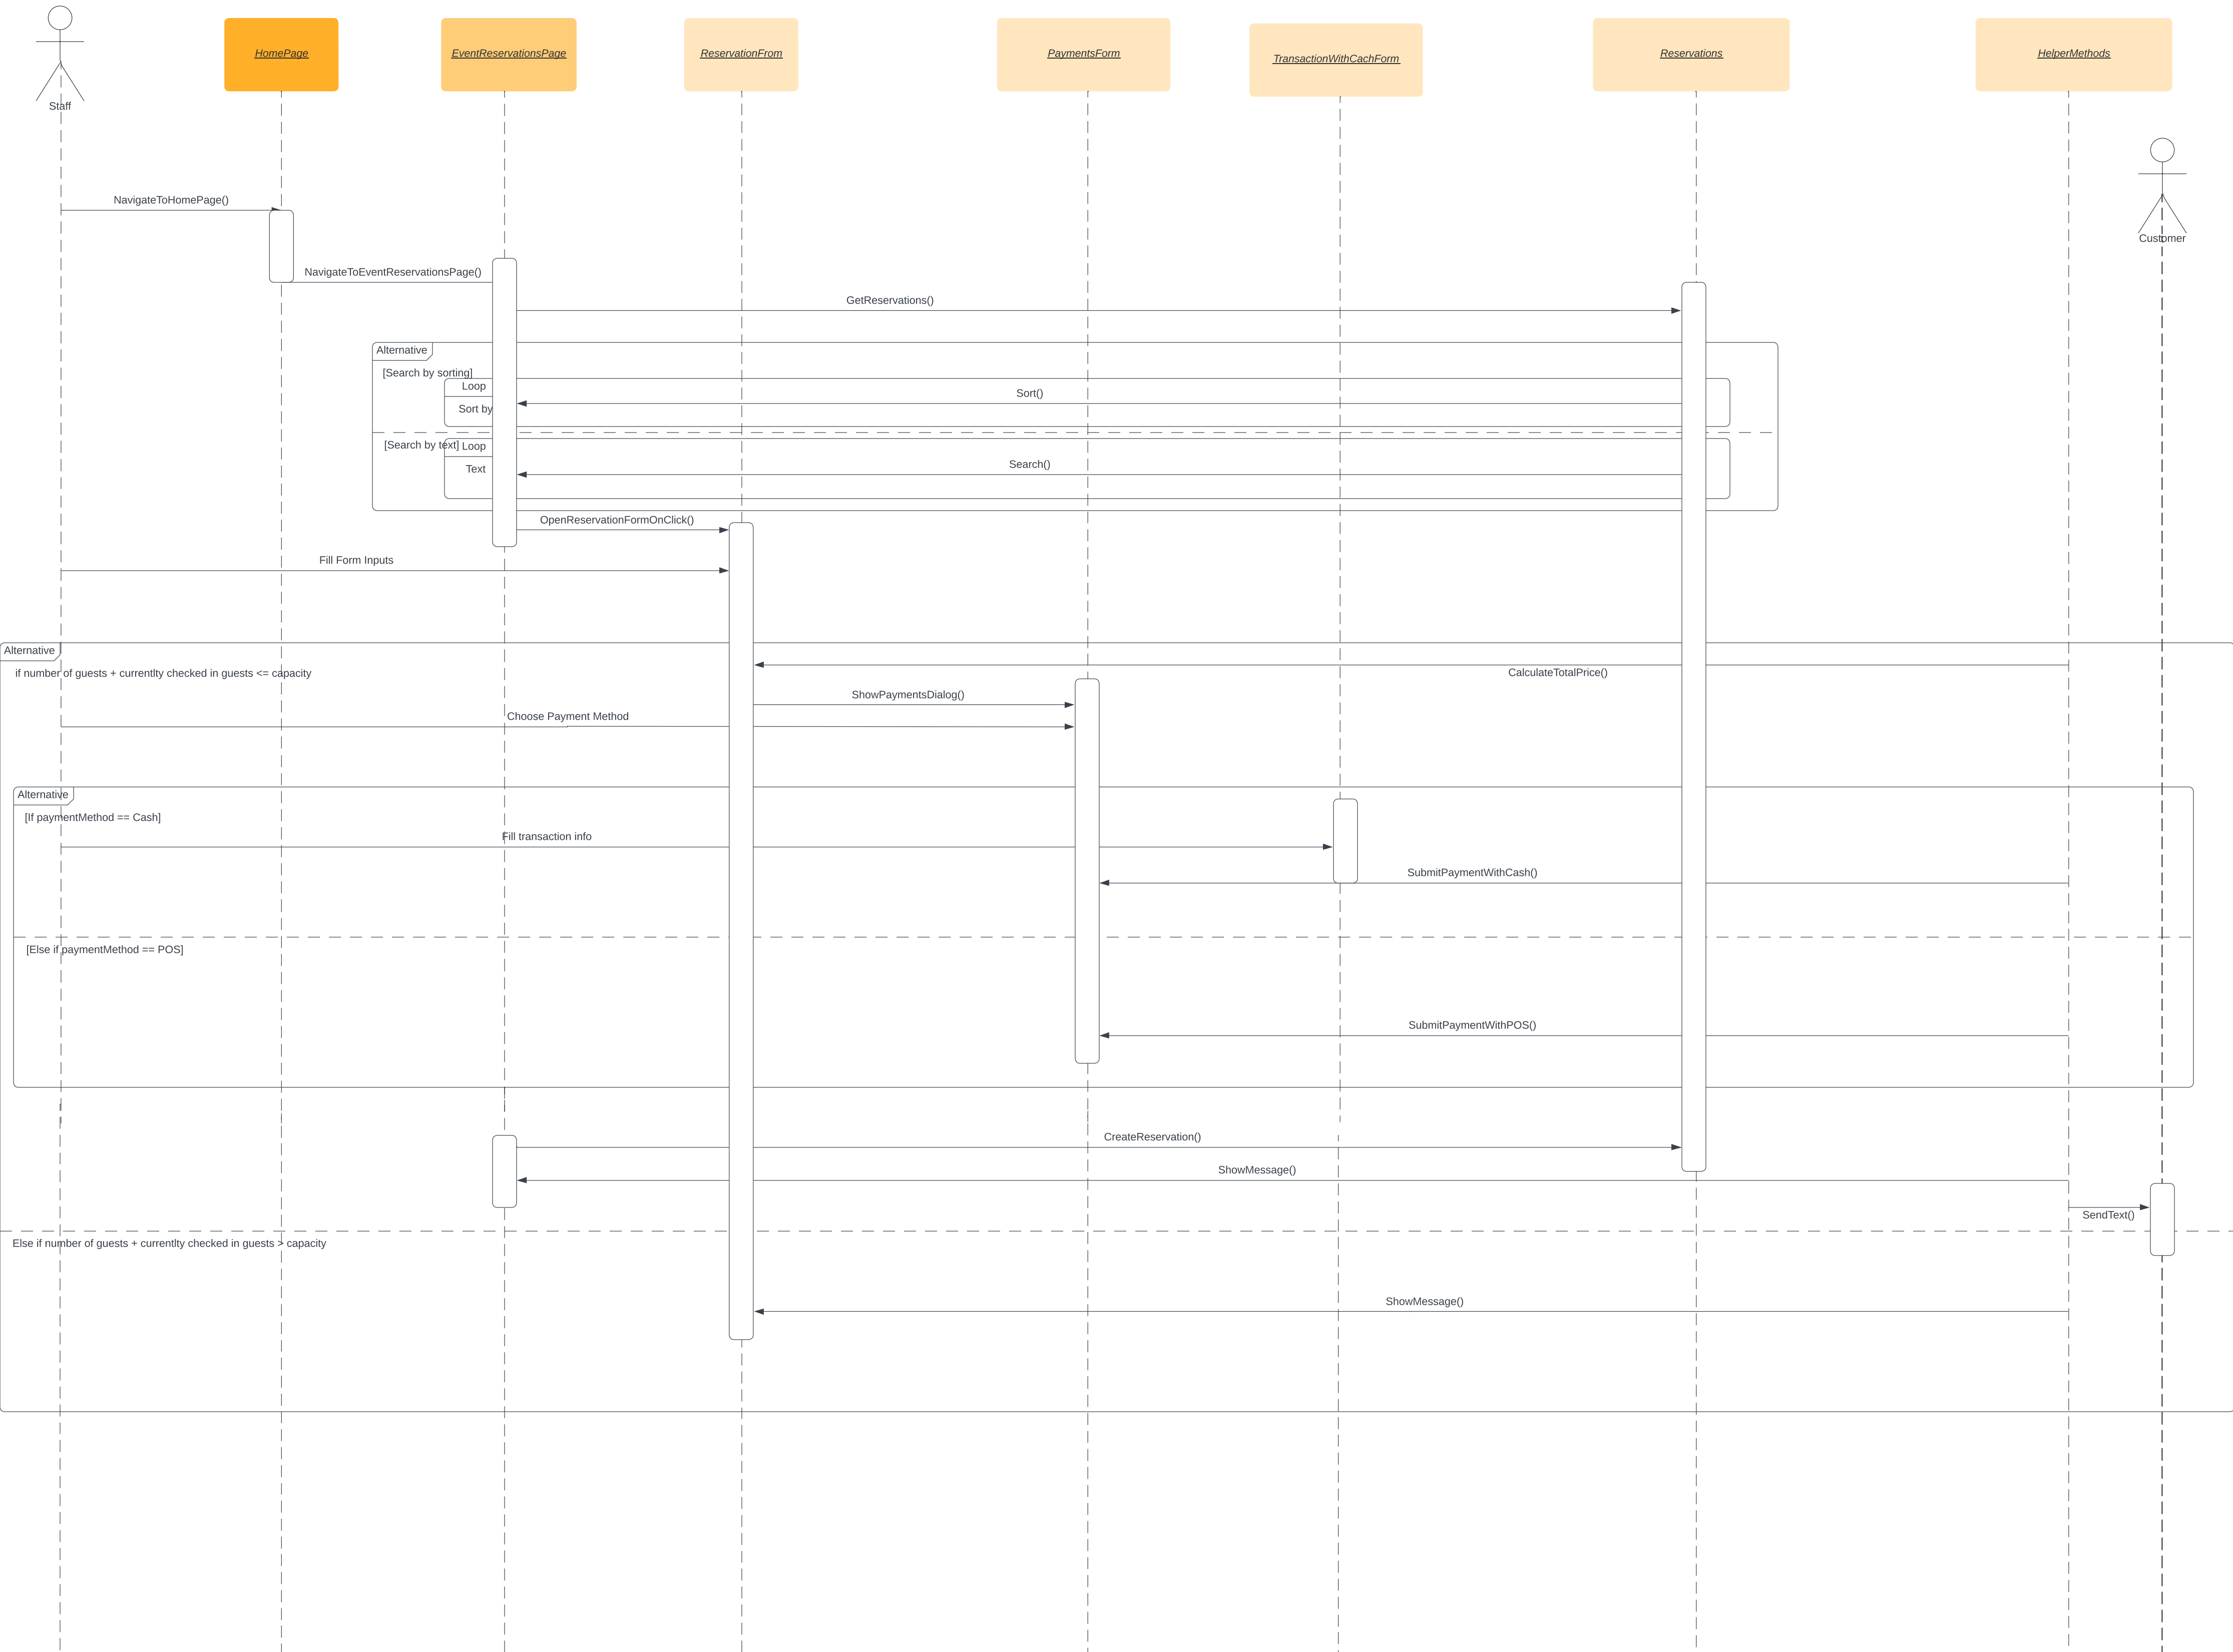 Staff
HomePage
EventReservationsPage
ReservationFrom
PaymentsForm
TransactionWithCachForm
Reservations
HelperMethods
Customer
NavigateToHomePage()
NavigateToEventReservationsPage()
GetReservations()
Alternative
[Search by sorting]
Loop
Sort()
Sort by
[Search by text]
Loop
Search()
Text
OpenReservationFormOnClick()
Fill Form Inputs
Alternative
if number of guests + currentlty checked in guests <= capacity
CalculateTotalPrice()
ShowPaymentsDialog()
Choose Payment Method
Alternative
[If paymentMethod == Cash]
Fill transaction info
SubmitPaymentWithCash()
[Else if paymentMethod == POS]
SubmitPaymentWithPOS()
CreateReservation()
ShowMessage()
SendText()
Else if number of guests + currentlty checked in guests > capacity
ShowMessage()